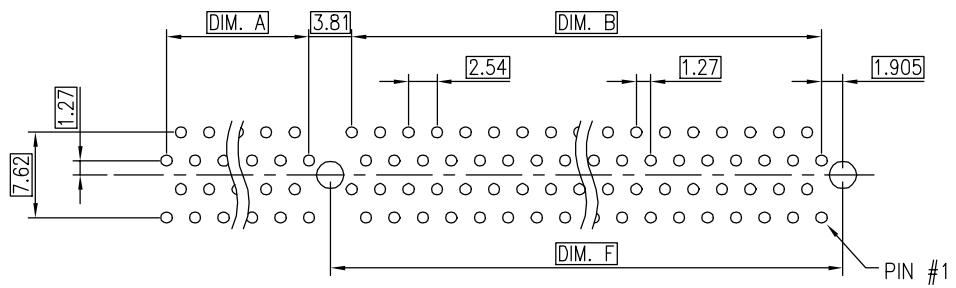 DIM. A
3.81
DIM. B
2.54
1.27
1.905
1.27
7.62
DIM. F
PIN #1